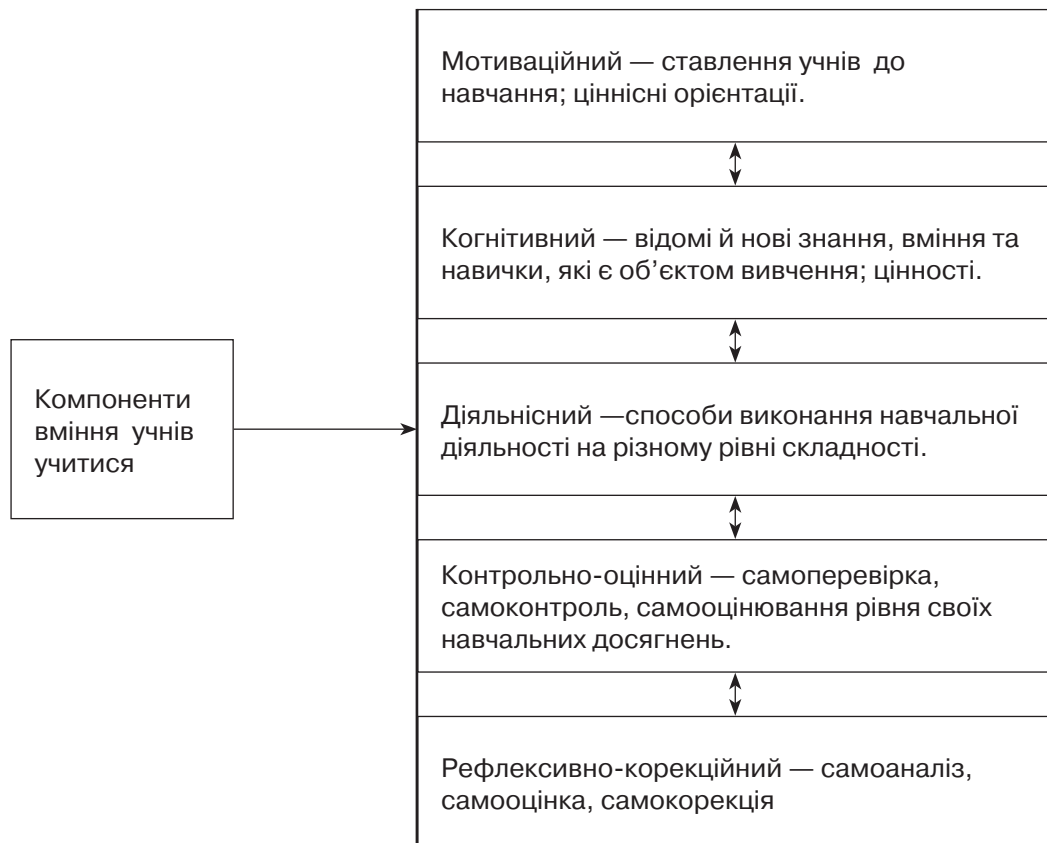 Мотиваційний — ставлення учнів до
навчання; ціннісні орієнтації.
Когнітивний — відомі й нові знання, вміння та
навички, які є об’єктом вивчення; цінності.
Компоненти
вміння учнів
учитися
Діяльнісний —способи виконання навчальної
діяльності на різному рівні складності.
Контрольно-оцінний — самоперевірка,
самоконтроль, самооцінювання рівня своїх
навчальних досягнень.
Рефлексивно-корекційний — самоаналіз,
самооцінка, самокорекція